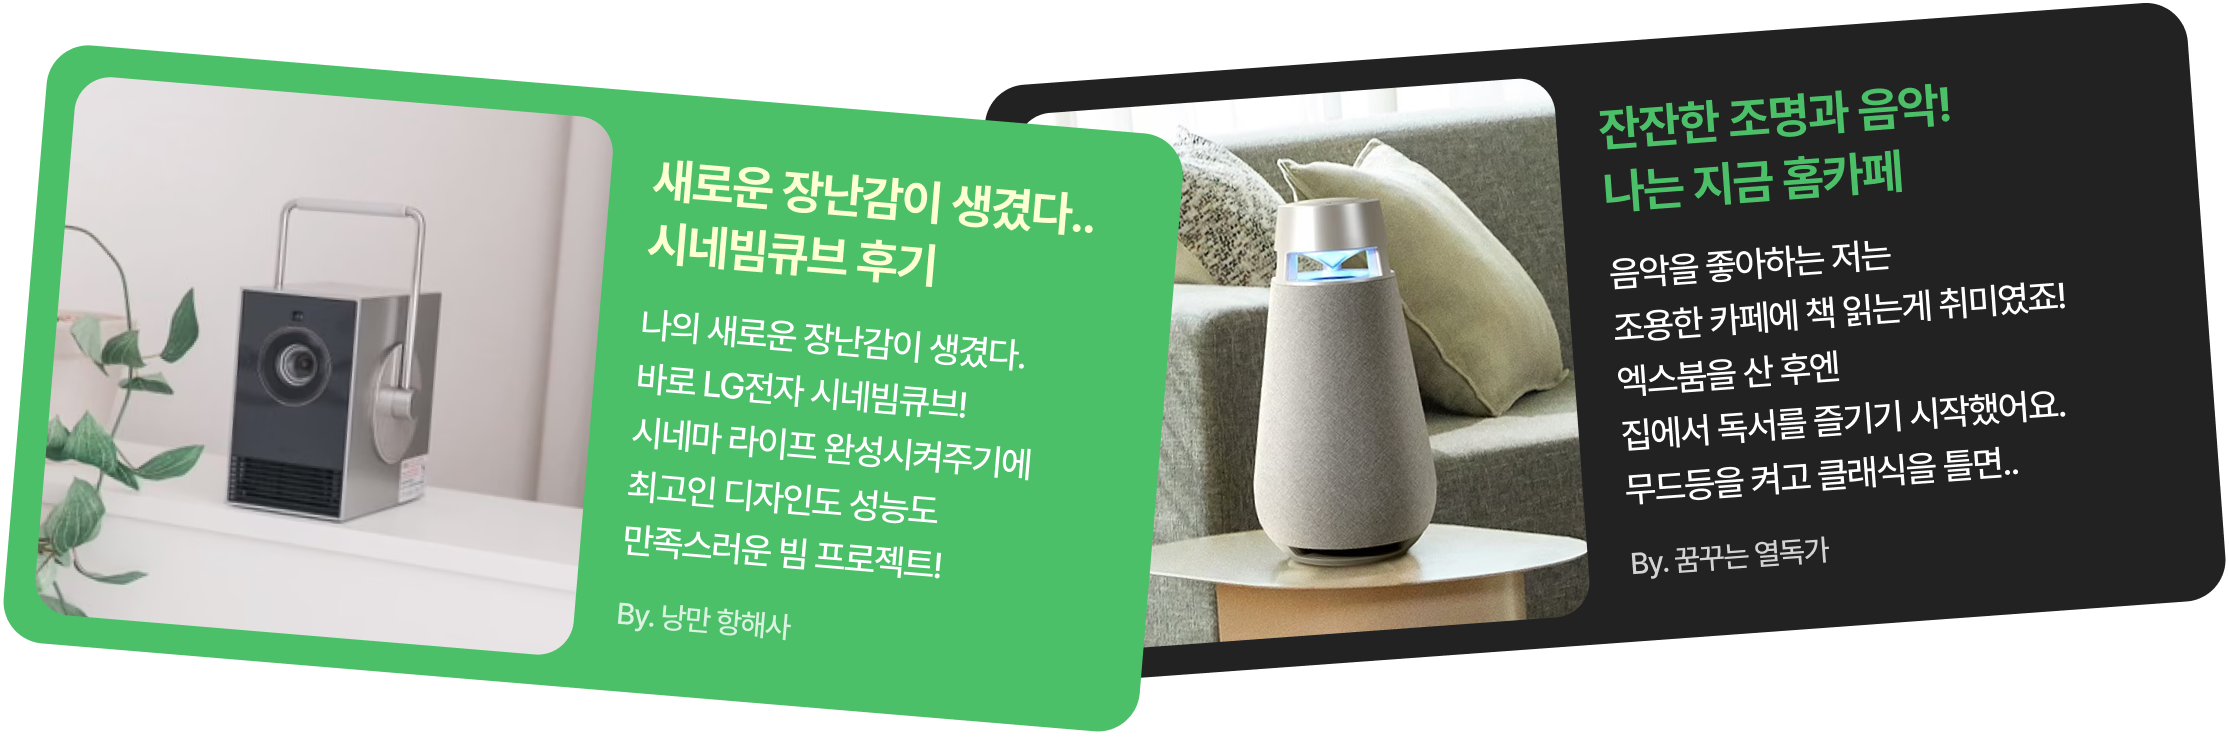 새로운 장난감이 생겼다..
시네빔큐브 후기
나의 새로운 장난감이 생겼다.
바로 LG전자 시네빔큐브!
시네마 라이프 완성시켜주기에
최고인 디자인도 성능도
만족스러운 빔 프로젝트!
By. 낭만 항해사
잔잔한 조명과 음악!
나는 지금 홈카페
음악을 좋아하는 저는
조용한 카페에 책 읽는게 취미였죠!
엑스붐을 산 후엔
집에서 독서를 즐기기 시작했어요.
무드등을 켜고 클래식을 틀면..
By. 꿈꾸는 열독가